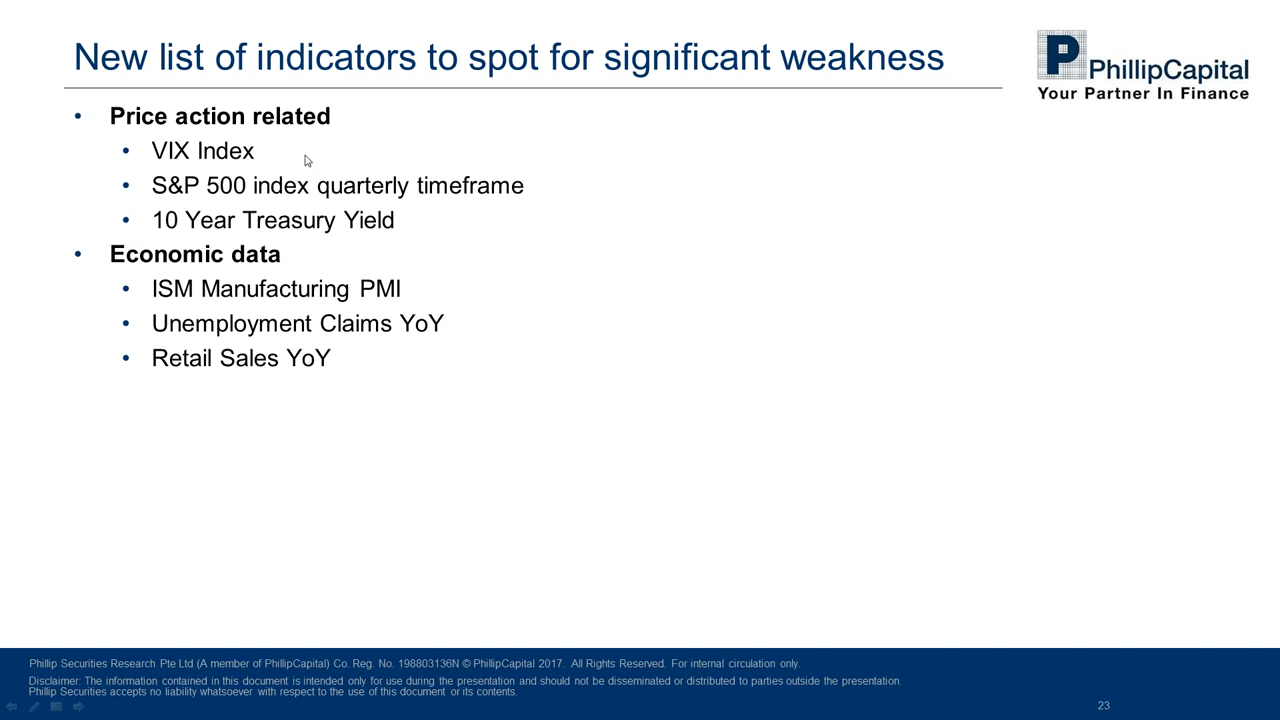 New list of indicators to spot for significant weakness
P
PhillipCapital
Your Partner In Finance
• Price action related
• VIX Index
• S&P 500 index quarterly timeframe
• 10 Year Treasury Yield
• Economic data
• ISM Manufacturing PMI
• Unemployment Claims YoY
• Retail Sales YoY
Phillip Securities Research Pte Ltd (A member of PhillipCapital) Co. Reg. No. 198803136N © PhillipCapital 2017. All Rights Reserved. For internal circulation only.
Disclaimer: The information contained in this document is intended only for use during the presentation and should not be disseminated or distributed to parties outside the presentation.
Phillip Securities accepts no liability whatsoever with respect to the use of this document or its contents.
23